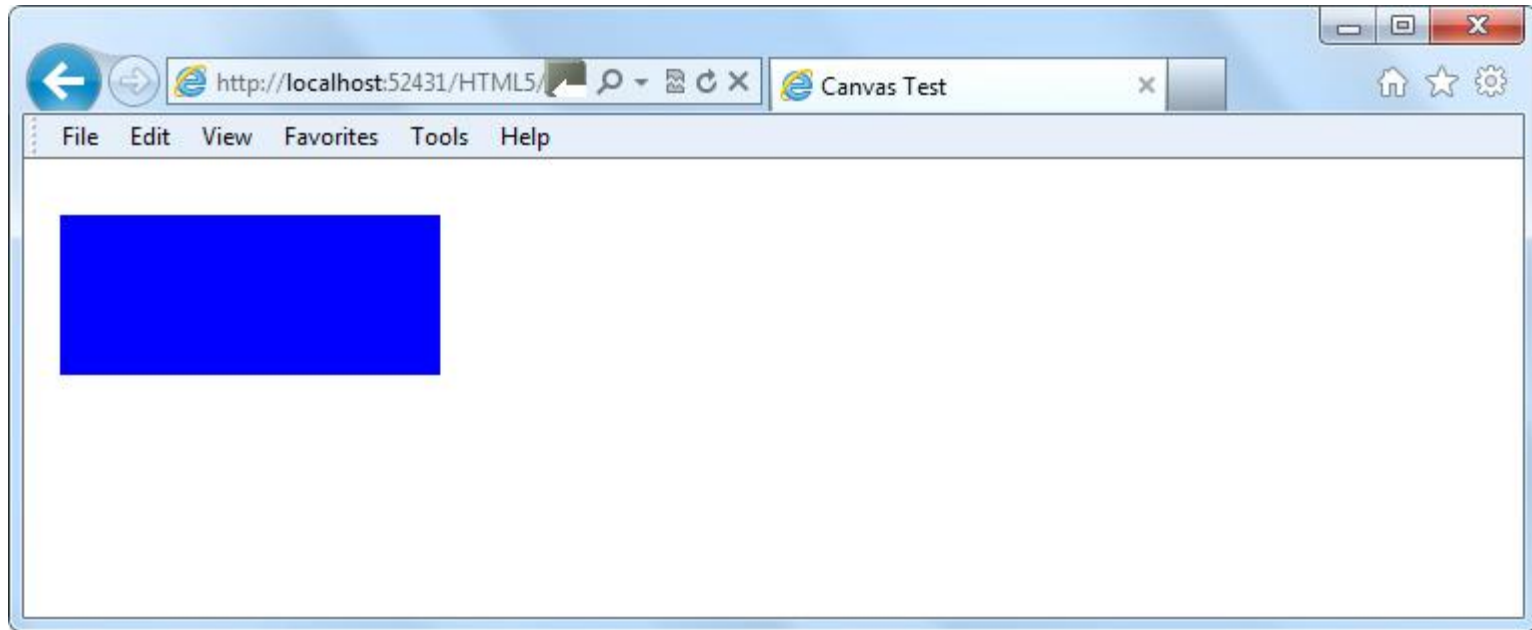 http://localhost:52431/HTML5/
Canvas Test
File Edit View Favorites Tools Help